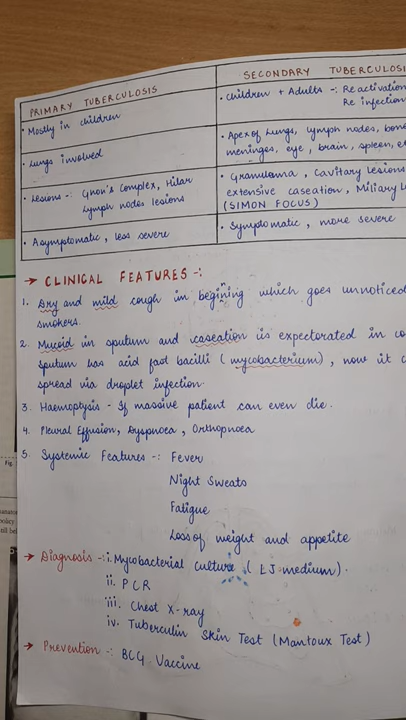 PRIMARY TUBERCULOSIS
SECONDARY TUBERCULOSI
• Mostly in children
• Children + Adults -: Reactivation
Re infection
• Lungs involved
• Apex of Lungs, lymph nodes, bone
meninges, eye, brain, spleen, et
• Lesions -: Ghon's Complex, Hilar
Lymph nodes lesions
• Granuloma, Cavitary Lesions
extensive caseation, Miliary L
(SIMON FOCUS)
• Asymptomatic, less severe
• Symptomatic, more severe
→ CLINICAL FEATURES -:
1. Dry and mild cough in begining which goes unnoticed
smokers.
2. Mucoid in sputum and caseation is expectorated in co
Sputum has acid fast bacilli (mycobacterium), now it c
spread via droplet infection.
3. Haemoptysis - If massive patient can even die.
4. Pleural Effusion, Dyspnoea, Orthopnoea
5. Systemic Features -: Fever
Night Sweats
Fatigue
Loss of weight and appetite
→ Diagnosis -: i. Mycobacterial culture (LJ medium).
ii. PCR
iii. Chest X-ray
iv. Tuberculin Skin Test (Mantoux Test)
→ Prevention -: BCG Vaccine
Fig.